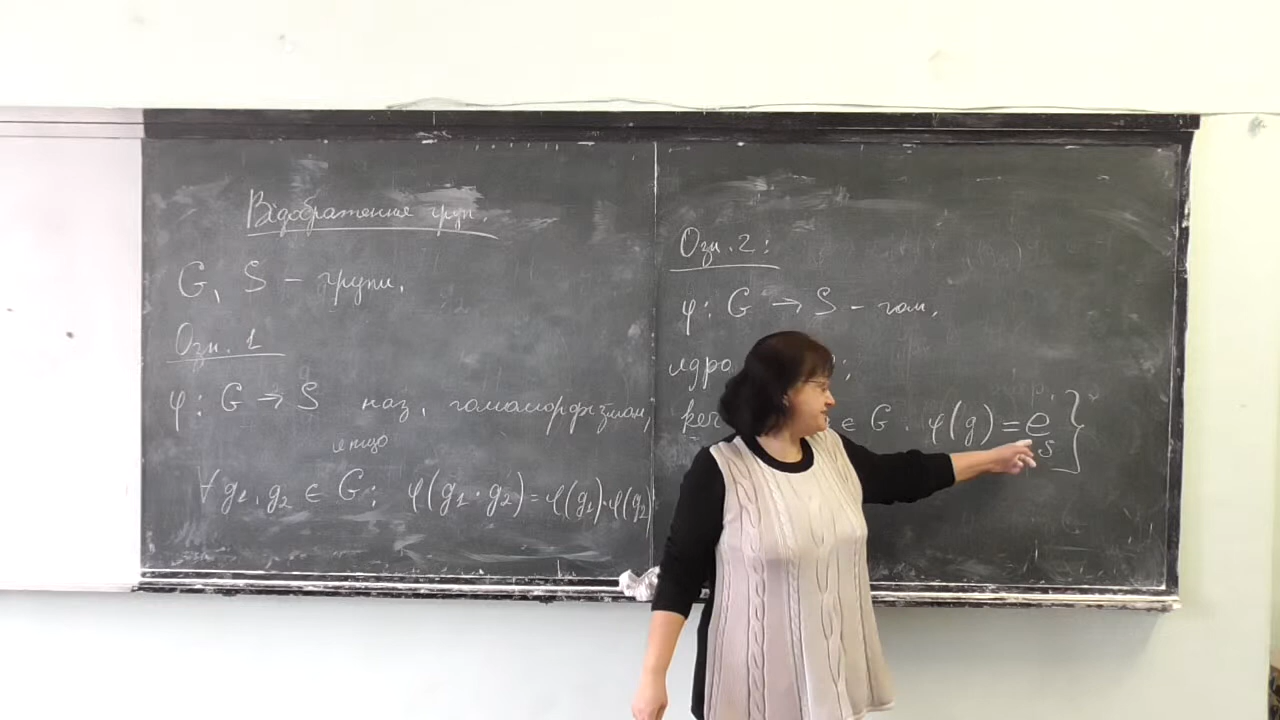 Відображення груп.
G, S – групи.
Озн. 1
φ: G → S наз. гомоморфізмом,
якщо
∀ g₁, g₂ ∈ G: φ(g₁ · g₂) = φ(g₁)·φ(g₂)
Озн. 2:
φ: G → S – гом.
ядро
ker ∈ G : φ(g) = e_S }